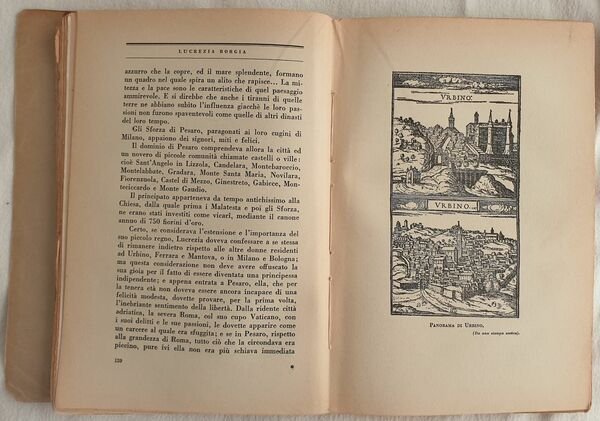 LUCREZIA BORGIA
azzurro che la copre, ed il mare splendente, formano
un quadro nel quale spira un alito che rapisce... La mi-
tezza e la pace sono le caratteristiche di quel paesaggio
ammirevole. E si direbbe che anche i tiranni di quelle
terre ne abbiano subìto l'influenza giacchè le loro pas-
sioni non furono spaventevoli come quelle di altri dinasti
del loro tempo.
Gli Sforza di Pesaro, paragonati ai loro cugini di
Milano, appaiono dei signori, miti e felici.
Il dominio di Pesaro comprendeva allora la città ed
un novero di piccole comunità chiamate castelli o ville:
cioè Sant'Angelo in Lizzola, Candelara, Montebaroccio,
Montelabbate, Gradara, Monte Santa Maria, Novilara,
Fiorenzuola, Castel di Mezzo, Ginestreto, Gabicce, Mon-
teciccardo e Monte Gaudio.
Il principato apparteneva da tempo antichissimo alla
Chiesa, dalla quale prima i Malatesta e poi gli Sforza,
ne erano stati investiti come vicari, mediante il canone
annuo di 750 fiorini d'oro.
Certo, se considerava l'estensione e l'importanza del
suo piccolo regno, Lucrezia doveva confessare a se stessa
di rimanere indietro rispetto alle altre donne residenti
ad Urbino, Ferrara e Mantova, o in Milano e Bologna;
ma questa considerazione non deve avere offuscato la
sua gioia per il fatto di essere diventata una principessa
indipendente; e appena entrata a Pesaro, ella, che per
la tenera età non doveva essere ancora incapace di una
felicità modesta, dovette provare, per la prima volta,
l'inebriante sentimento della libertà. Dalla ridente città
adriatica, la severa Roma, col suo cupo Vaticano, con
i suoi delitti e le sue passioni, le dovette apparire come
un carcere al quale era sfuggita; e se in Pesaro, rispetto
alla grandezza di Roma, tutto ciò che la circondava era
piccino, pure ivi ella non era più schiava immediata
120
*
VRBINO.
VRBINO.
PANORAMA DI URBINO.
(Da una stampa antica).